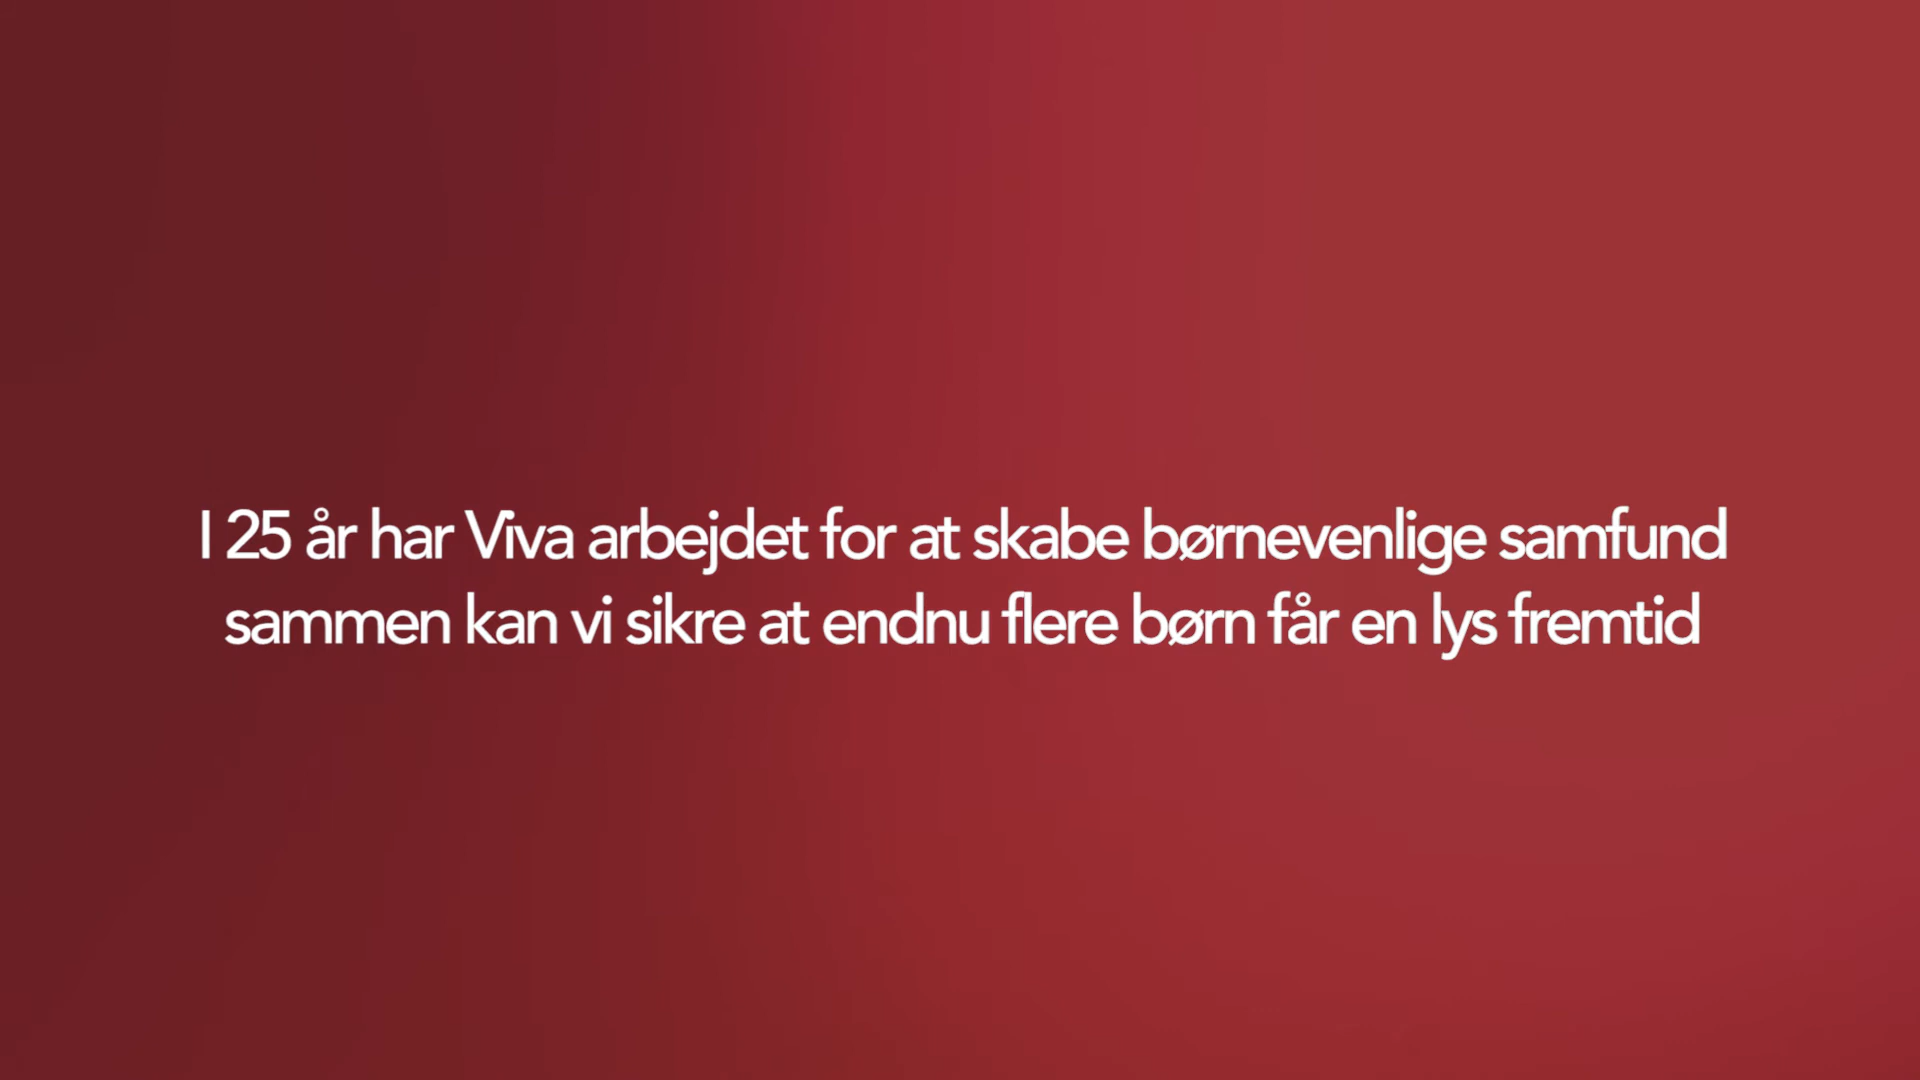 I 25 år har Viva arbejdet for at skabe børnevenlige samfund
sammen kan vi sikre at endnu flere børn får en lys fremtid